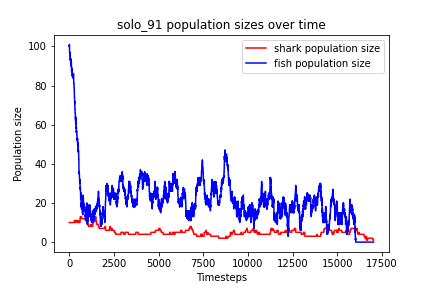 solo_91 population sizes over time
shark population size
fish population size
Population size
100
80
60
40
20
0
0
2500
5000
7500
10000
12500
15000
17500
Timesteps